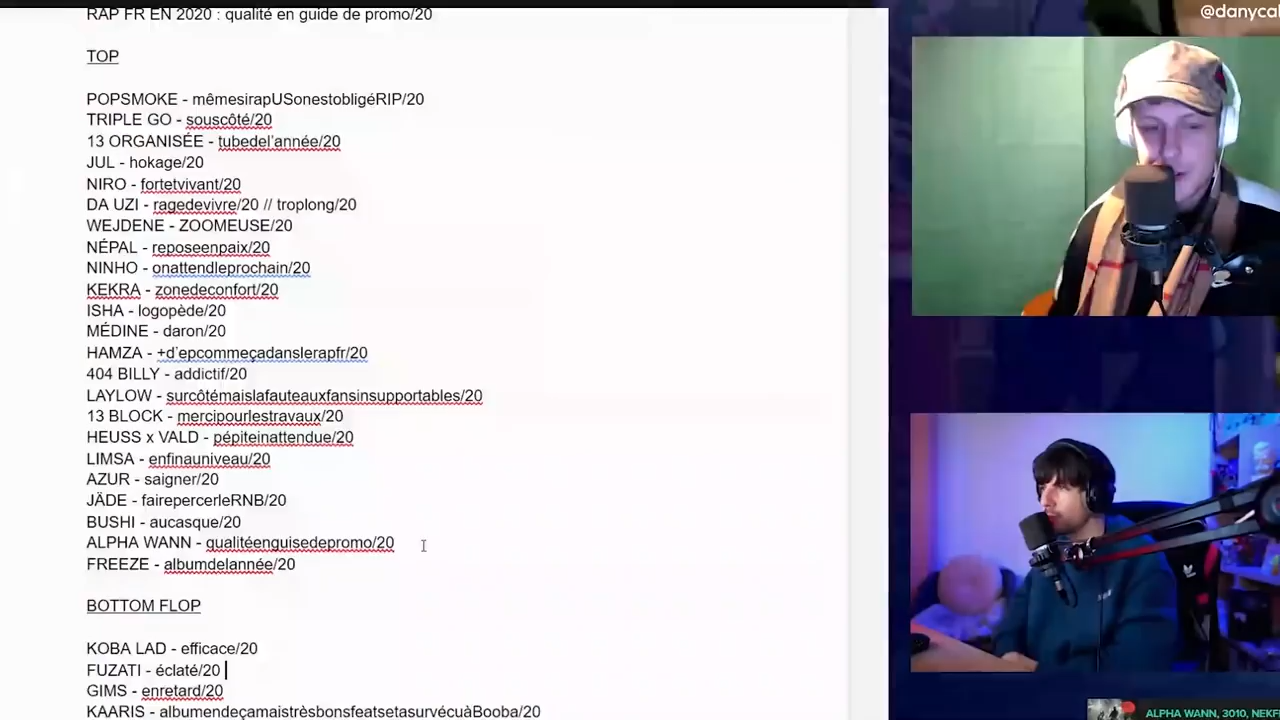 RAP FR EN 2020 : qualité en guide de promo/20
@danycal
TOP
POPSMOKE - mêmesirapUSonestobligéRIP/20
TRIPLE GO - souscôté/20
13 ORGANISÉE - tubedel'année/20
JUL - hokage/20
NIRO - fortetvivant/20
DA UZI - ragedevivre/20 // troplong/20
WEJDENE - ZOOMEUSE/20
NÉPAL - reposeenpaix/20
NINHO - onattendleprochain/20
KEKRA - zonedeconfort/20
ISHA - logopède/20
MÉDINE - daron/20
HAMZA - +d'epcommeçadanslerapfr/20
404 BILLY - addictif/20
LAYLOW - surcôtémaislafauteauxfansinsupportables/20
13 BLOCK - mercipourlestravaux/20
HEUSS x VALD - pépiteinattendue/20
LIMSA - enfinauniveau/20
AZUR - saigner/20
JÄDE - fairepercerleRNB/20
BUSHI - aucasque/20
ALPHA WANN - qualitéenguisedepromo/20
FREEZE - albumdelannée/20
BOTTOM FLOP
KOBA LAD - efficace/20
FUZATI - éclaté/20
GIMS - enretard/20
KAARIS - albumendeçamaistrèsbonsfeatsetasurvécuàBooba/20
ALPHA WANN, 3010, NEKF